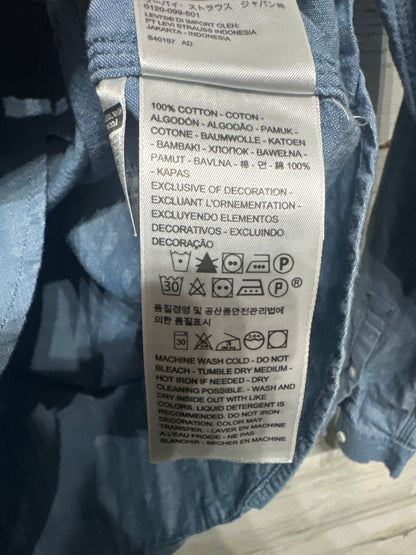 ーバイ・ストラウス ジャパン㈱
0120-099-501
LEVI'S® DI IMPORT OLEH:
PT LEVI STRAUSS INDONESIA
JAKARTA - INDONESIA
S40187 AD
100% COTTON - COTON -
ALGODÓN - ALGODÃO - PAMUK -
COTONE - BAUMWOLLE - KATOEN
- BAMBAKI - ХЛОПОК - BAWEŁNA -
PAMUT - BAVLNA - 棉 - 면 - 綿 100%
- KAPAS
EXCLUSIVE OF DECORATION -
EXCLUANT L'ORNEMENTATION -
EXCLUYENDO ELEMENTOS
DECORATIVOS - EXCLUINDO
DECORAÇÃO
30 P ®
품질경영 및 공산품안전관리법에
의한 품질표시
30
MACHINE WASH COLD - DO NOT
BLEACH - TUMBLE DRY MEDIUM -
HOT IRON IF NEEDED - DRY
CLEANING POSSIBLE. - WASH AND
DRY INSIDE OUT WITH LIKE
COLORS. LIQUID DETERGENT IS
RECOMMENDED. DO NOT IRON
DECORATION. COLOR MAY
TRANSFER. - LAVER EN MACHINE
A L'EAU FROIDE - NE PAS
BLANCHIR - SECHER EN MACHINE